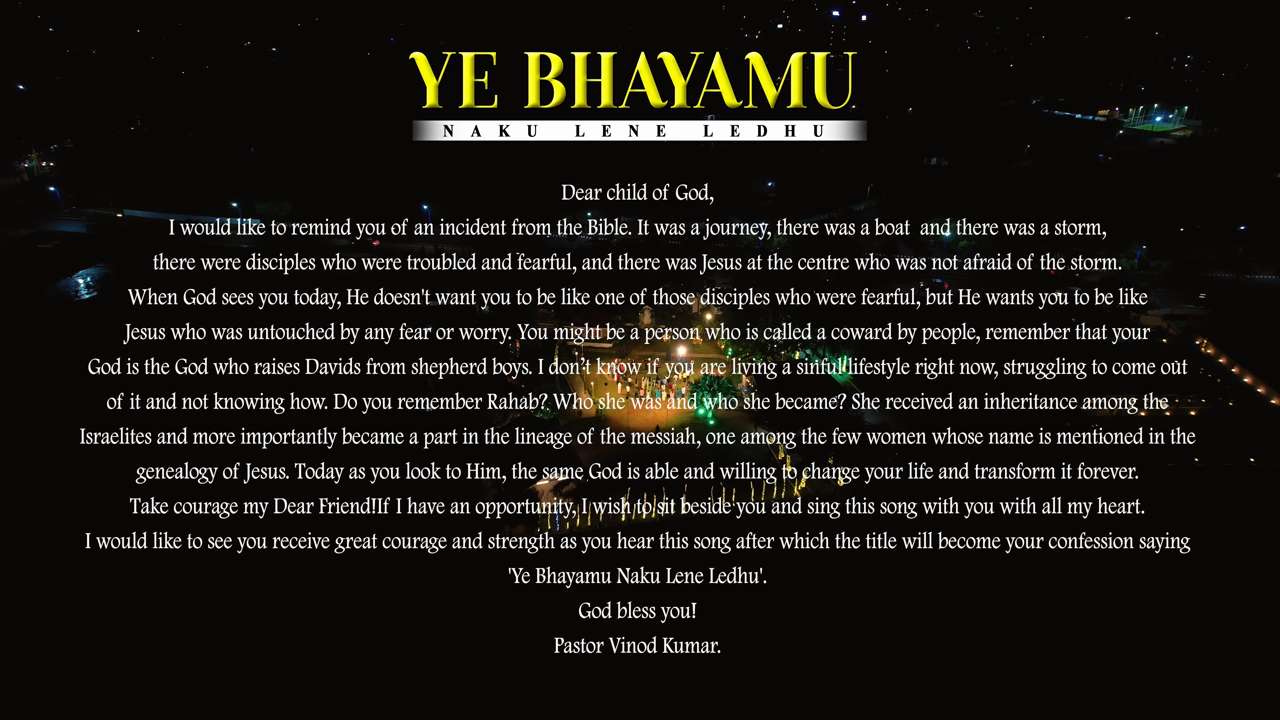 YE BHAYAMU
NAKU LENE LEDHU
Dear child of God,
I would like to remind you of an incident from the Bible. It was a journey, there was a boat and there was a storm,
there were disciples who were troubled and fearful, and there was Jesus at the centre who was not afraid of the storm.
When God sees you today, He doesn't want you to be like one of those disciples who were fearful, but He wants you to be like
Jesus who was untouched by any fear or worry. You might be a person who is called a coward by people, remember that your
God is the God who raises Davids from shepherd boys. I don't know if you are living a sinful lifestyle right now, struggling to come out
of it and not knowing how. Do you remember Rahab? Who she was and who she became? She received an inheritance among the
Israelites and more importantly became a part in the lineage of the messiah, one among the few women whose name is mentioned in the
genealogy of Jesus. Today as you look to Him, the same God is able and willing to change your life and transform it forever.
Take courage my Dear Friend!If I have an opportunity, I wish to sit beside you and sing this song with you with all my heart.
I would like to see you receive great courage and strength as you hear this song after which the title will become your confession saying
'Ye Bhayamu Naku Lene Ledhu'.
God bless you!
Pastor Vinod Kumar.